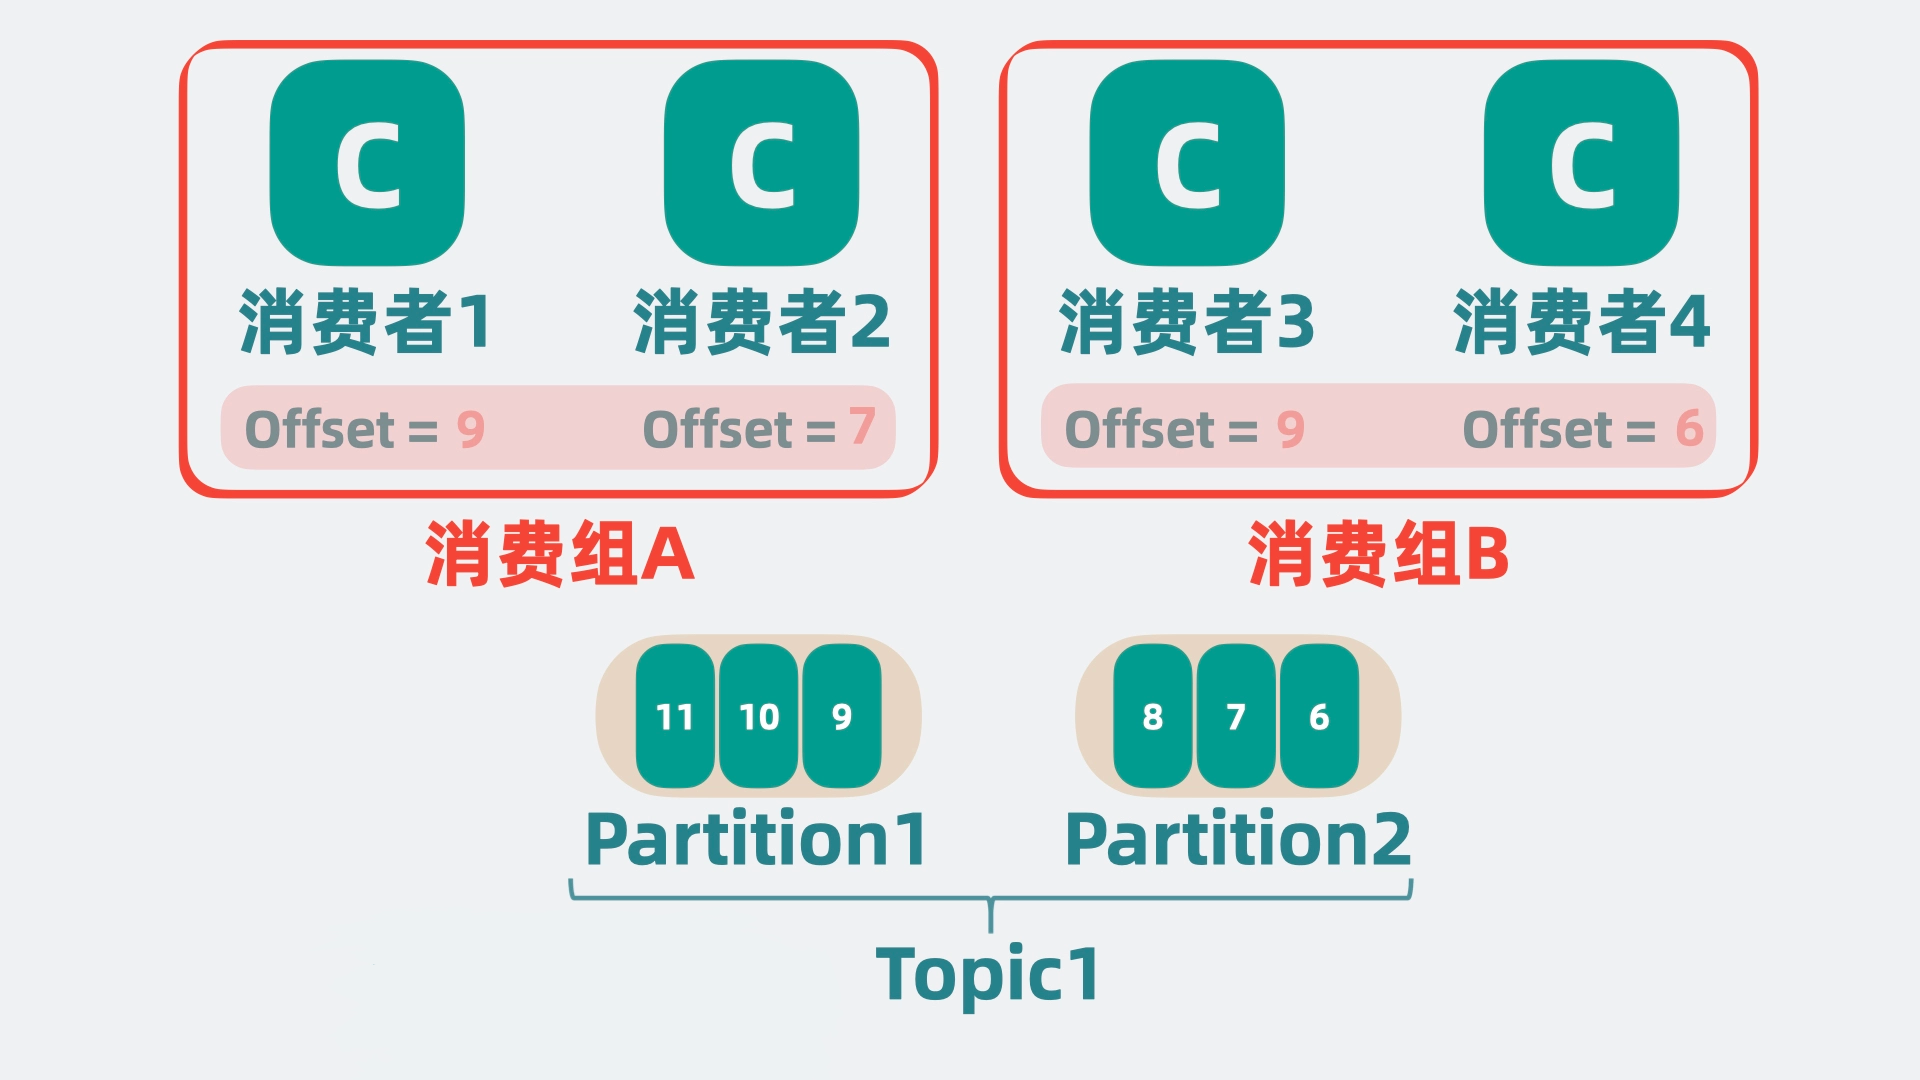 C C C C
消费者1 消费者2 消费者3 消费者4
Offset = 9 Offset = 7 Offset = 9 Offset = 6
消费组A 消费组B
11 10 9 8 7 6
Partition1 Partition2
Topic1